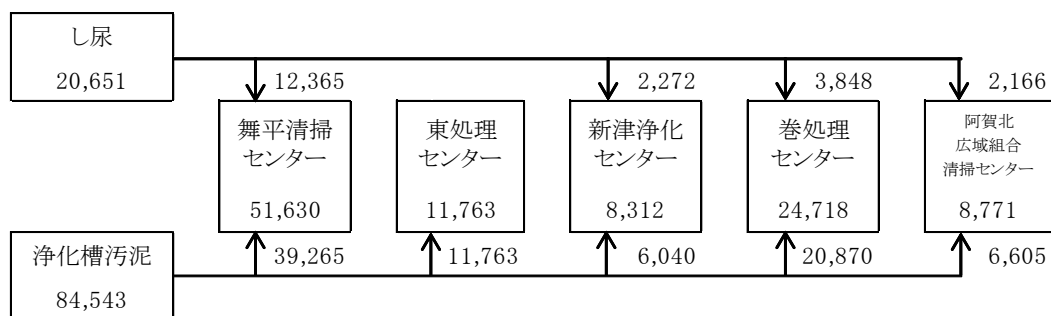 し尿
20,651
12,365
2,272
3,848
2,166
舞平清掃
センター
51,630
東処理
センター
11,763
新津浄化
センター
8,312
巻処理
センター
24,718
阿賀北
広域組合
清掃センター
8,771
浄化槽汚泥
84,543
39,265
11,763
6,040
20,870
6,605